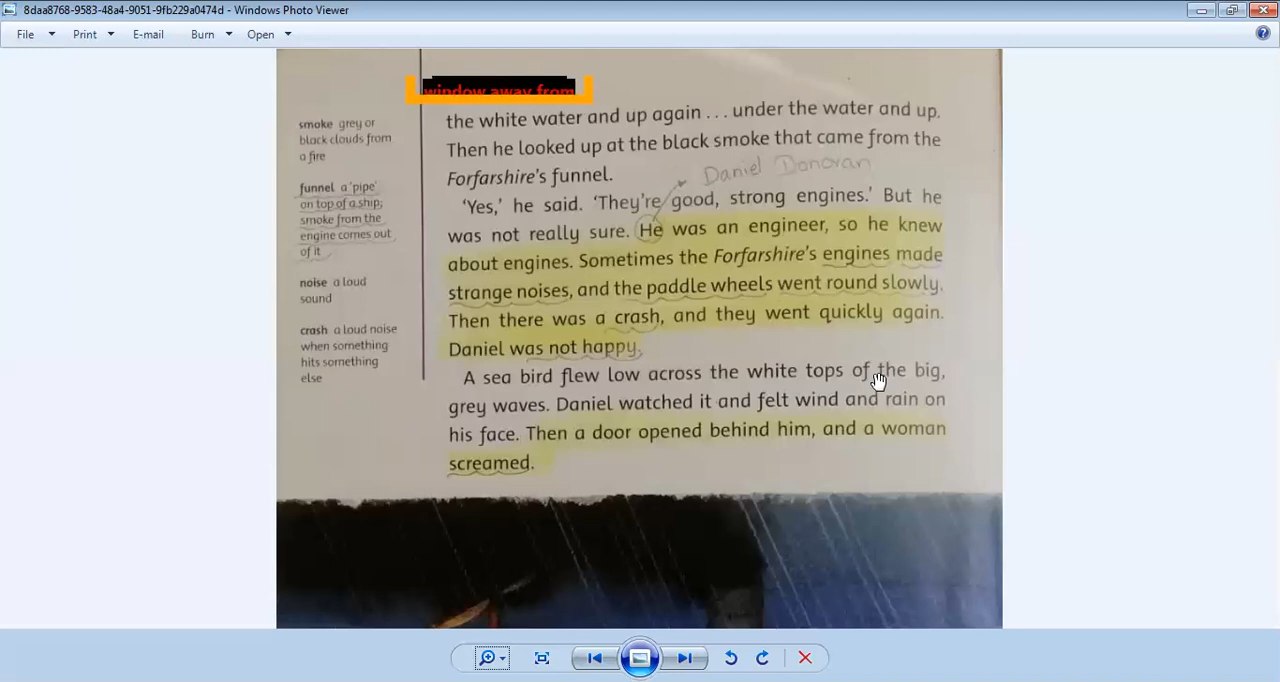 8daa8768-9583-48a4-9051-9fb229a0474d - Windows Photo Viewer
File Print E-mail Burn Open
window away from
smoke grey or
black clouds from
a fire
funnel a 'pipe'
on top of a ship;
smoke from the
engine comes out
of it
noise a loud
sound
crash a loud noise
when something
hits something
else
the white water and up again ... under the water and up.
Then he looked up at the black smoke that came from the
Forfarshire's funnel.
Daniel Donovan
'Yes,' he said. 'They're good, strong engines.' But he
was not really sure. He was an engineer, so he knew
about engines. Sometimes the Forfarshire's engines made
strange noises, and the paddle wheels went round slowly.
Then there was a crash, and they went quickly again.
Daniel was not happy.
A sea bird flew low across the white tops of the big,
grey waves. Daniel watched it and felt wind and rain on
his face. Then a door opened behind him, and a woman
screamed.